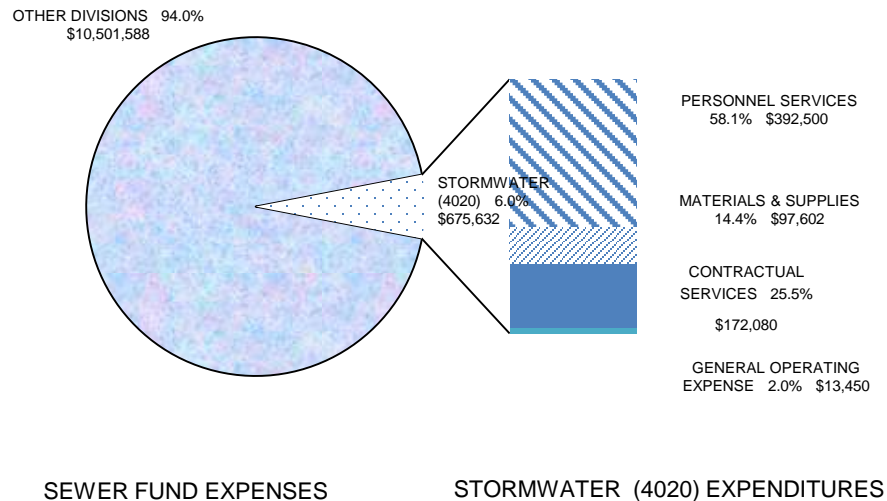 OTHER DIVISIONS 94.0%
$10,501,588
PERSONNEL SERVICES
58.1% $392,500
STORMWATER
(4020) 6.0%
$675,632
MATERIALS & SUPPLIES
14.4% $97,602
CONTRACTUAL
SERVICES 25.5%
$172,080
GENERAL OPERATING
EXPENSE 2.0% $13,450
SEWER FUND EXPENSES
STORMWATER (4020) EXPENDITURES